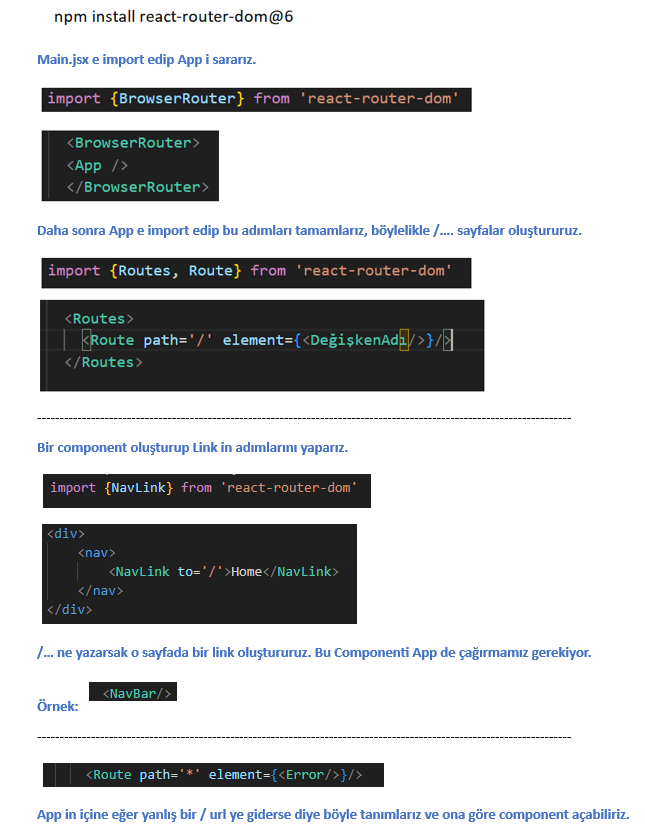 npm install react-router-dom@6
Main.jsx e import edip App i sararız.
import {BrowserRouter} from 'react-router-dom'
<BrowserRouter>
<App />
</BrowserRouter>
Daha sonra App e import edip bu adımları tamamlarız, böylelikle /.... sayfalar oluştururuz.
import {Routes, Route} from 'react-router-dom'
<Routes>
<Route path='/' element={<DeğişkenAdı/>}/>
</Routes>
Bir component oluşturup Link in adımlarını yaparız.
import {NavLink} from 'react-router-dom'
<div>
<nav>
<NavLink to='/'>Home</NavLink>
</nav>
</div>
/... ne yazarsak o sayfada bir link oluştururuz. Bu Componenti App de çağırmamız gerekiyor.
Örnek: <NavBar/>
<Route path='*' element={<Error/>}/>
App in içine eğer yanlış bir / url ye giderse diye böyle tanımlarız ve ona göre component açabiliriz.